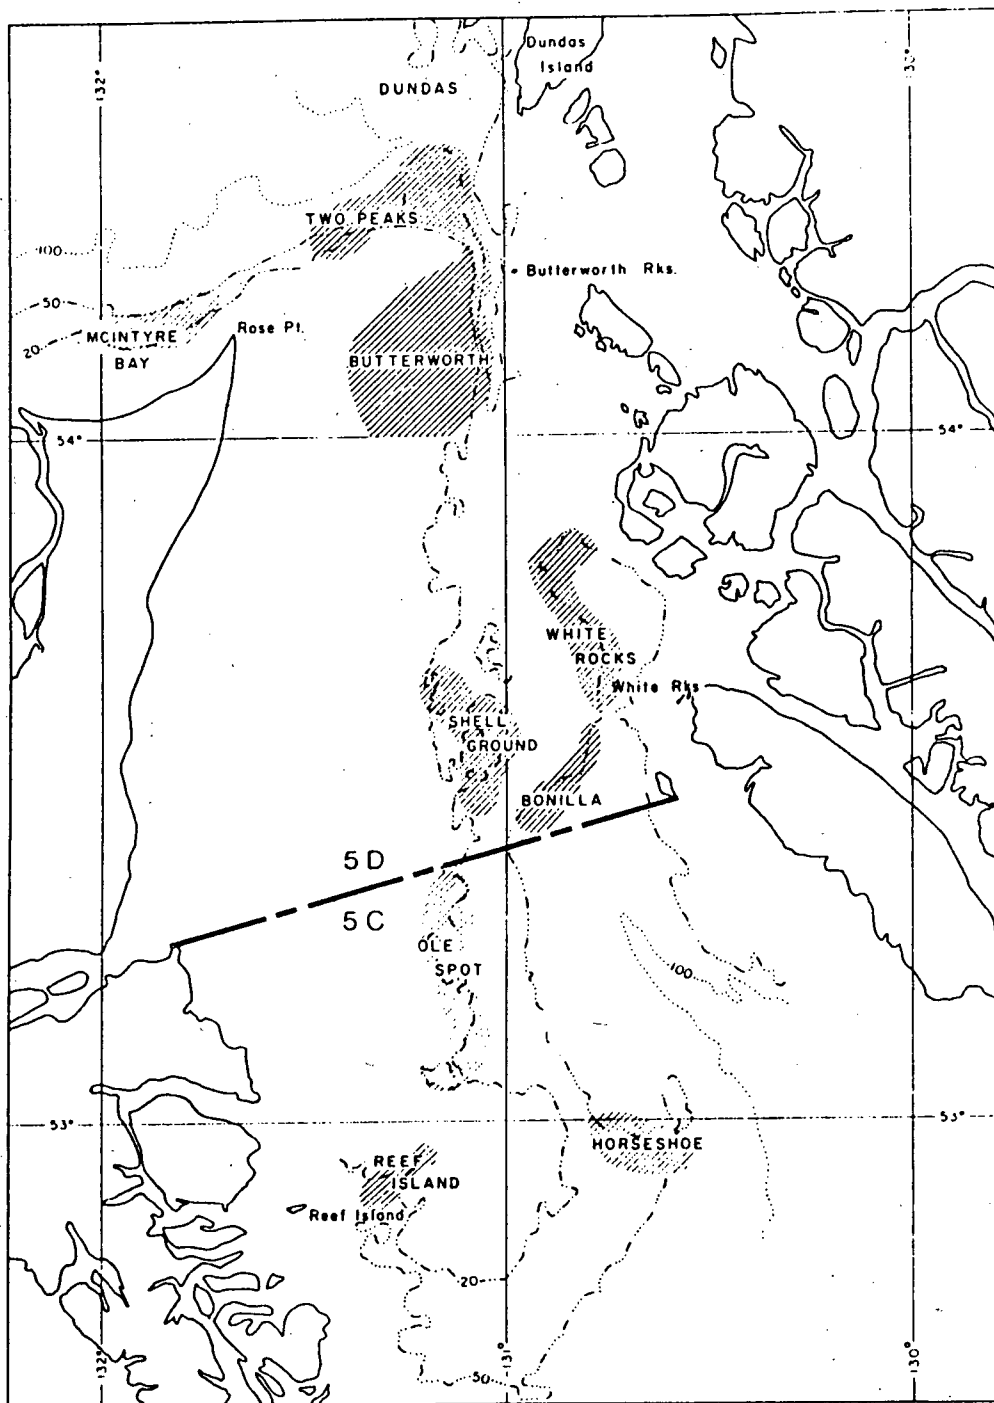 Dundas
Island
132°
130°
DUNDAS
TWO PEAKS
100
Butterworth Rks.
50
Rose Pt.
MCINTYRE
BAY
20
BUTTERWORTH
54°
54°
WHITE
ROCKS
White Rks
SHELL
GROUND
BONILLA
5D
5C
OLE
SPOT
100
53°
53°
HORSESHOE
REEF
ISLAND
Reef Island
20
132°
131°
130°
50